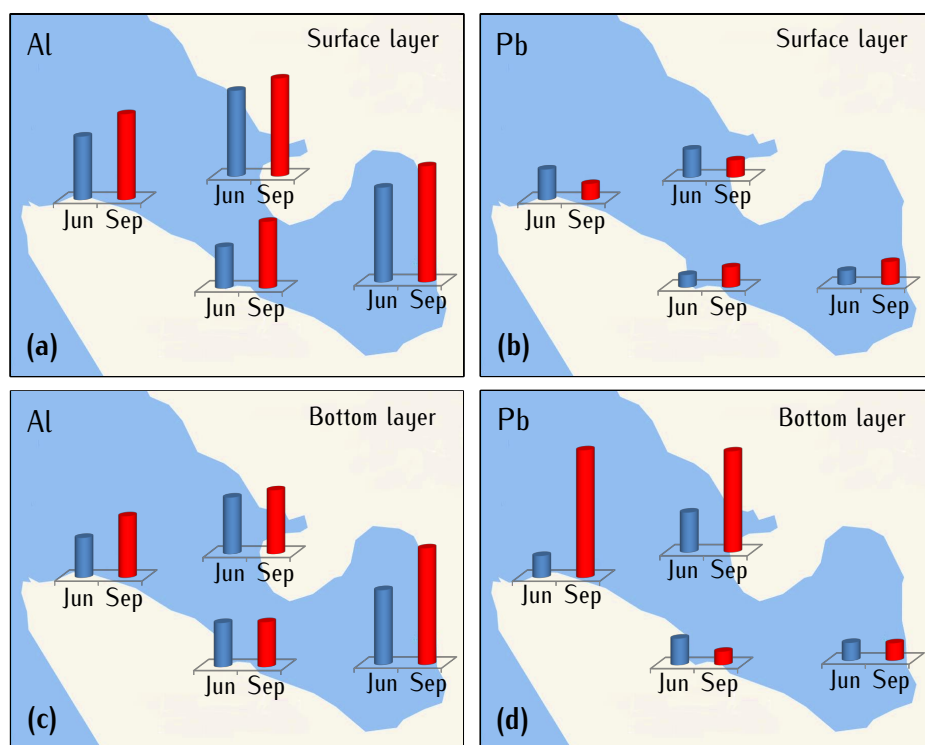 Al
Surface layer
Jun Sep
Jun Sep
Jun Sep
Jun Sep
(a)
Pb
Surface layer
Jun Sep
Jun Sep
Jun Sep
Jun Sep
(b)
Al
Bottom layer
Jun Sep
Jun Sep
Jun Sep
Jun Sep
(c)
Pb
Bottom layer
Jun Sep
Jun Sep
Jun Sep
Jun Sep
(d)